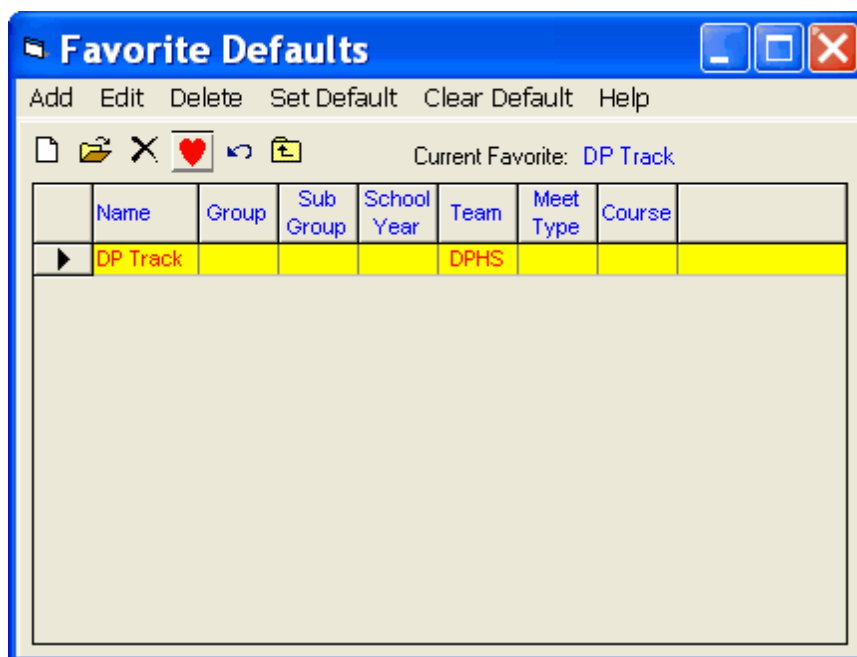 Favorite Defaults
Add Edit Delete Set Default Clear Default Help
Current Favorite: DP Track
Name Group Sub Group School Year Team Meet Type Course
DP Track DPHS